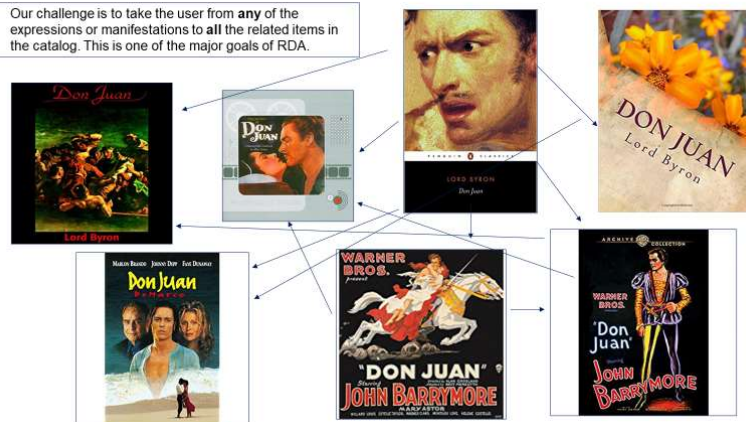 Our challenge is to take the user from any of the
expressions or manifestations to all the related items in
the catalog. This is one of the major goals of RDA.
Don Juan
Lord Byron
DON
JUAN
PENGUIN CLASSICS
LORD BYRON
Don Juan
DON JUAN
Lord Byron
MARLON BRANDO JOHNNY DEPP FAYE DUNAWAY
Don Juan
DeMarco
WARNER
BROS.
present
"DON JUAN"
Starring
JOHN BARRYMORE
MARY ASTOR
ARCHIVE COLLECTION
WARNER
BROS.
"Don
Juan"
Starring
JOHN
BARRYMORE